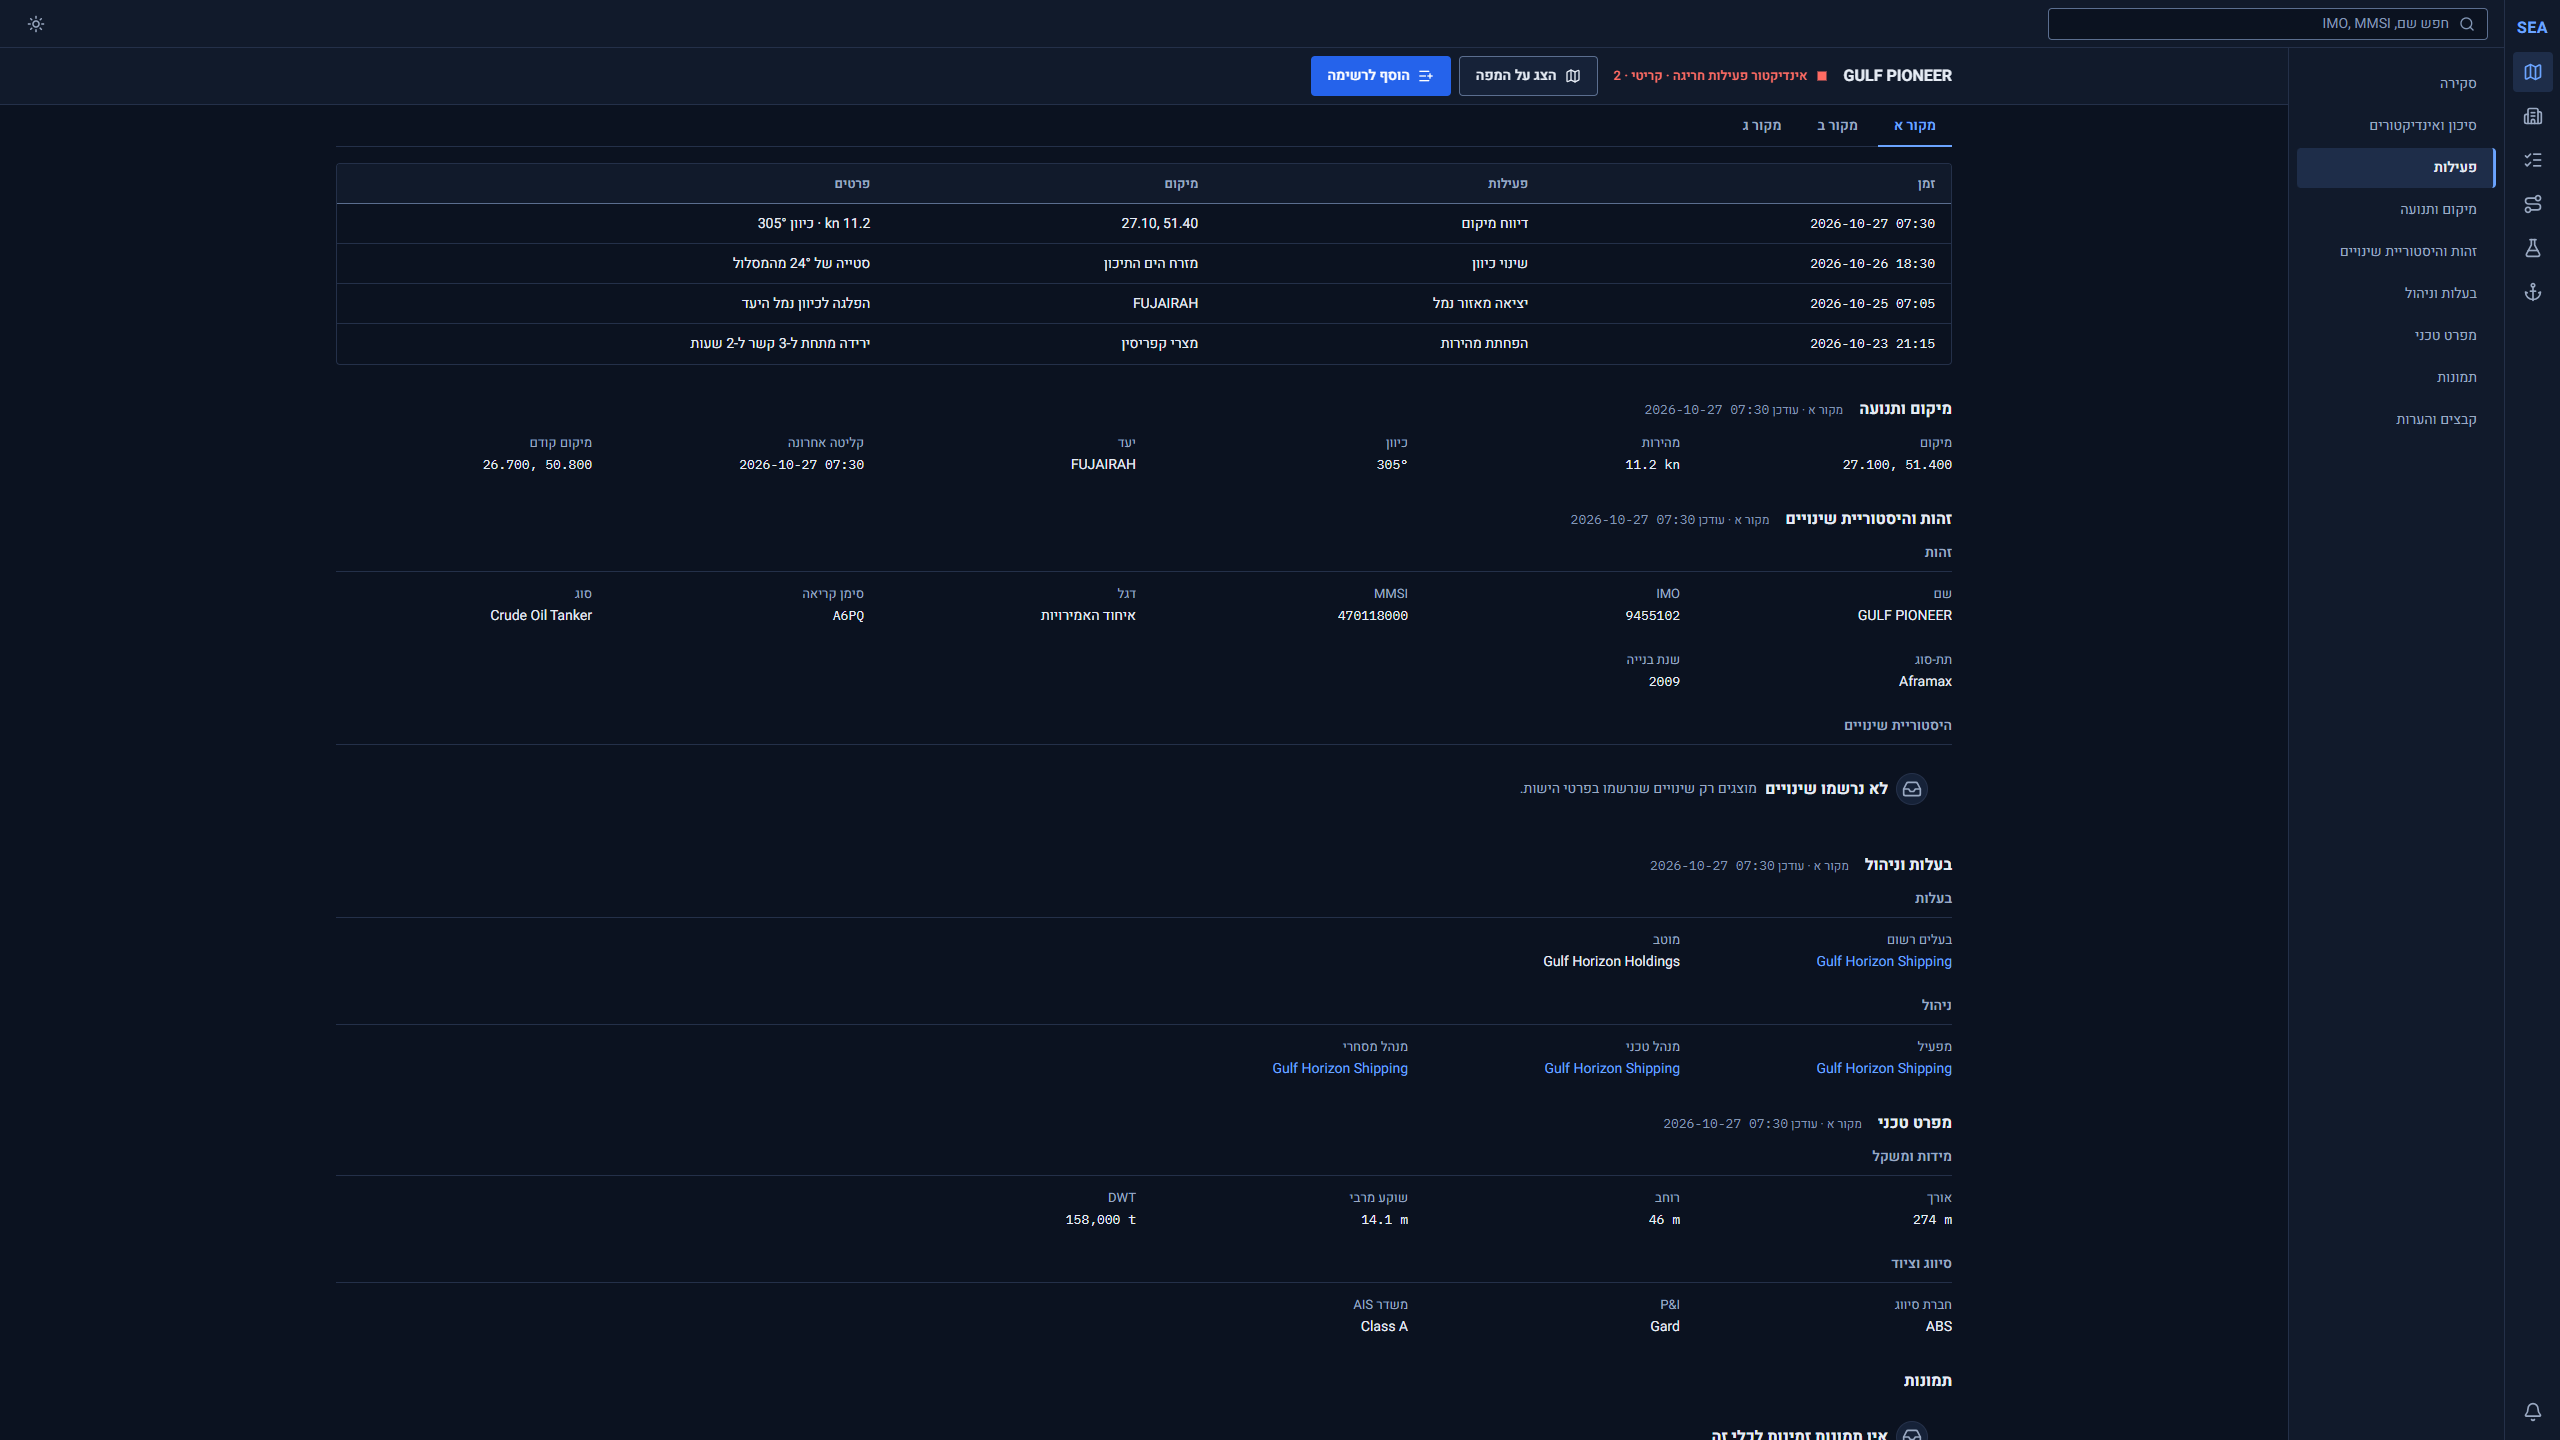 SEA
חפש שם, IMO, MMSI
סקירה
סיכון ואינדיקטורים
פעילות
מיקום ותנועה
זהות והיסטוריית שינויים
בעלות וניהול
מפרט טכני
תמונות
קבצים והערות
GULF PIONEER אינדיקטור פעילות חריגה · קריטי · 2 הצג על המפה הוסף לרשימה
מקור א מקור ב מקור ג
זמן פעילות מיקום פרטים
2026-10-27 07:30 דיווח מיקום 27.10, 51.40 11.2 kn · כיוון 305°
2026-10-26 18:30 שינוי כיוון מזרח הים התיכון סטייה של 24° מהמסלול
2026-10-25 07:05 יציאה מאזור נמל FUJAIRAH הפלגה לכיוון נמל היעד
2026-10-23 21:15 הפחתת מהירות מצרי קפריסין ירידה מתחת ל-3 קשר ל-2 שעות
מיקום ותנועה מקור א · עודכן 2026-10-27 07:30
מיקום מהירות כיוון יעד קליטה אחרונה מיקום קודם
27.100, 51.400 11.2 kn 305° FUJAIRAH 2026-10-27 07:30 26.700, 50.800
זהות והיסטוריית שינויים מקור א · עודכן 2026-10-27 07:30
זהות
שם IMO MMSI דגל סימן קריאה סוג
GULF PIONEER 9455102 470118000 איחוד האמירויות A6PQ Crude Oil Tanker
תת-סוג שנת בנייה
Aframax 2009
היסטוריית שינויים
לא נרשמו שינויים מוצגים רק שינויים שנרשמו בפרטי הישות.
בעלות וניהול מקור א · עודכן 2026-10-27 07:30
בעלות
בעלים רשום מוטב
Gulf Horizon Shipping Gulf Horizon Holdings
ניהול
מפעיל מנהל טכני מנהל מסחרי
Gulf Horizon Shipping Gulf Horizon Shipping Gulf Horizon Shipping
מפרט טכני מקור א · עודכן 2026-10-27 07:30
מידות ומשקל
אורך רוחב שוקע מרבי DWT
274 m 46 m 14.1 m 158,000 t
סיווג וציוד
חברת סיווג P&I משדר AIS
ABS Gard Class A
תמונות
אין תמונות זמינות לכלי זה